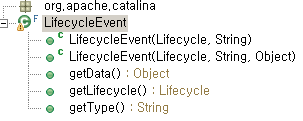 org,apache,catalina
C F LifecycleEvent
C LifecycleEvent(Lifecycle, String)
C LifecycleEvent(Lifecycle, String, Object)
getData() : Object
getLifecycle() : Lifecycle
getType() : String